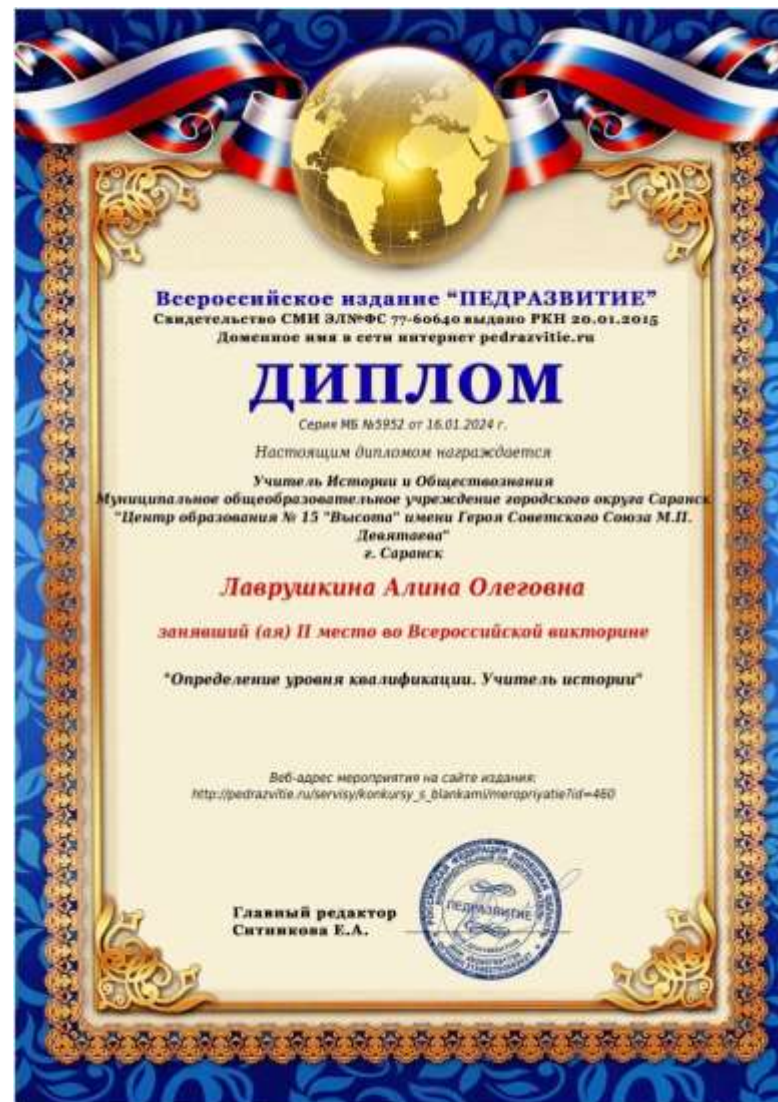 Всероссийское издание “ПЕДРАЗВИТИЕ”
Свидетельство СМИ ЭЛ№ФС 77-60640 выдано РКН 20.01.2015
Доменное имя в сети интернет pedrazvitie.ru
ДИПЛОМ
Серия МБ №5952 от 16.01.2024 г.
Настоящим дипломом награждается
Учитель Истории и Обществознания
Муниципальное общеобразовательное учреждение городского округа Саранск
"Центр образования № 15 "Высота" имени Героя Советского Союза М.П.
Девятаева"
г. Саранск
Лаврушкина Алина Олеговна
занявший (ая) II место во Всероссийской викторине
"Определение уровня квалификации. Учитель истории"
Веб-адрес мероприятия на сайте издания:
http://pedrazvitie.ru/servisy/konkursy_s_blankami/meropriyatie?id=460
Главный редактор
Ситникова Е.А.
РОССИЙСКАЯ ФЕДЕРАЦИЯ ЛИПЕЦКАЯ ОБЛАСТЬ
ПЕДРАЗВИТИЕ